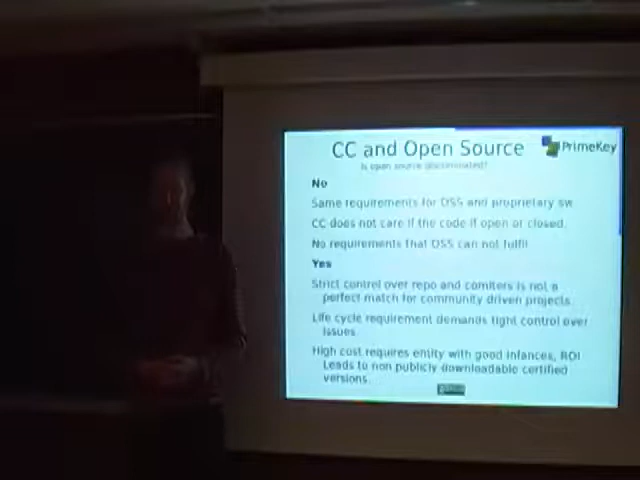 CC and Open Source
PrimeKey
Is open source discriminated?
No
Same requirements for OSS and proprietary sw
CC does not care if the code if open or closed.
No requirements that OSS can not fulfil
Yes
Strict control over repo and comiters is not a
perfect match for community driven projects
Life cycle requirement demands tight control over
issues.
High cost requires entity with good infances, ROI
Leads to non publicly downloadable certified
versions.